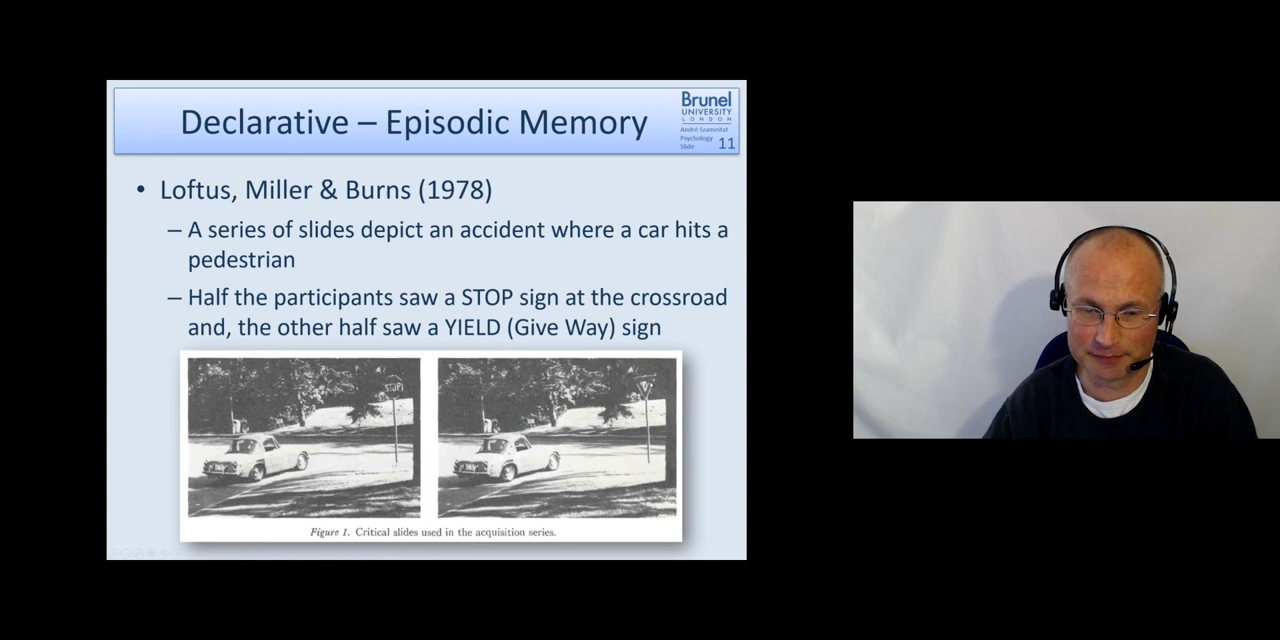 Declarative – Episodic Memory
Brunel
UNIVERSITY
LONDON
André Szameitat
Psychology
Slide 11
• Loftus, Miller & Burns (1978)
– A series of slides depict an accident where a car hits a
pedestrian
– Half the participants saw a STOP sign at the crossroad
and, the other half saw a YIELD (Give Way) sign
STOP
Figure 1. Critical slides used in the acquisition series.